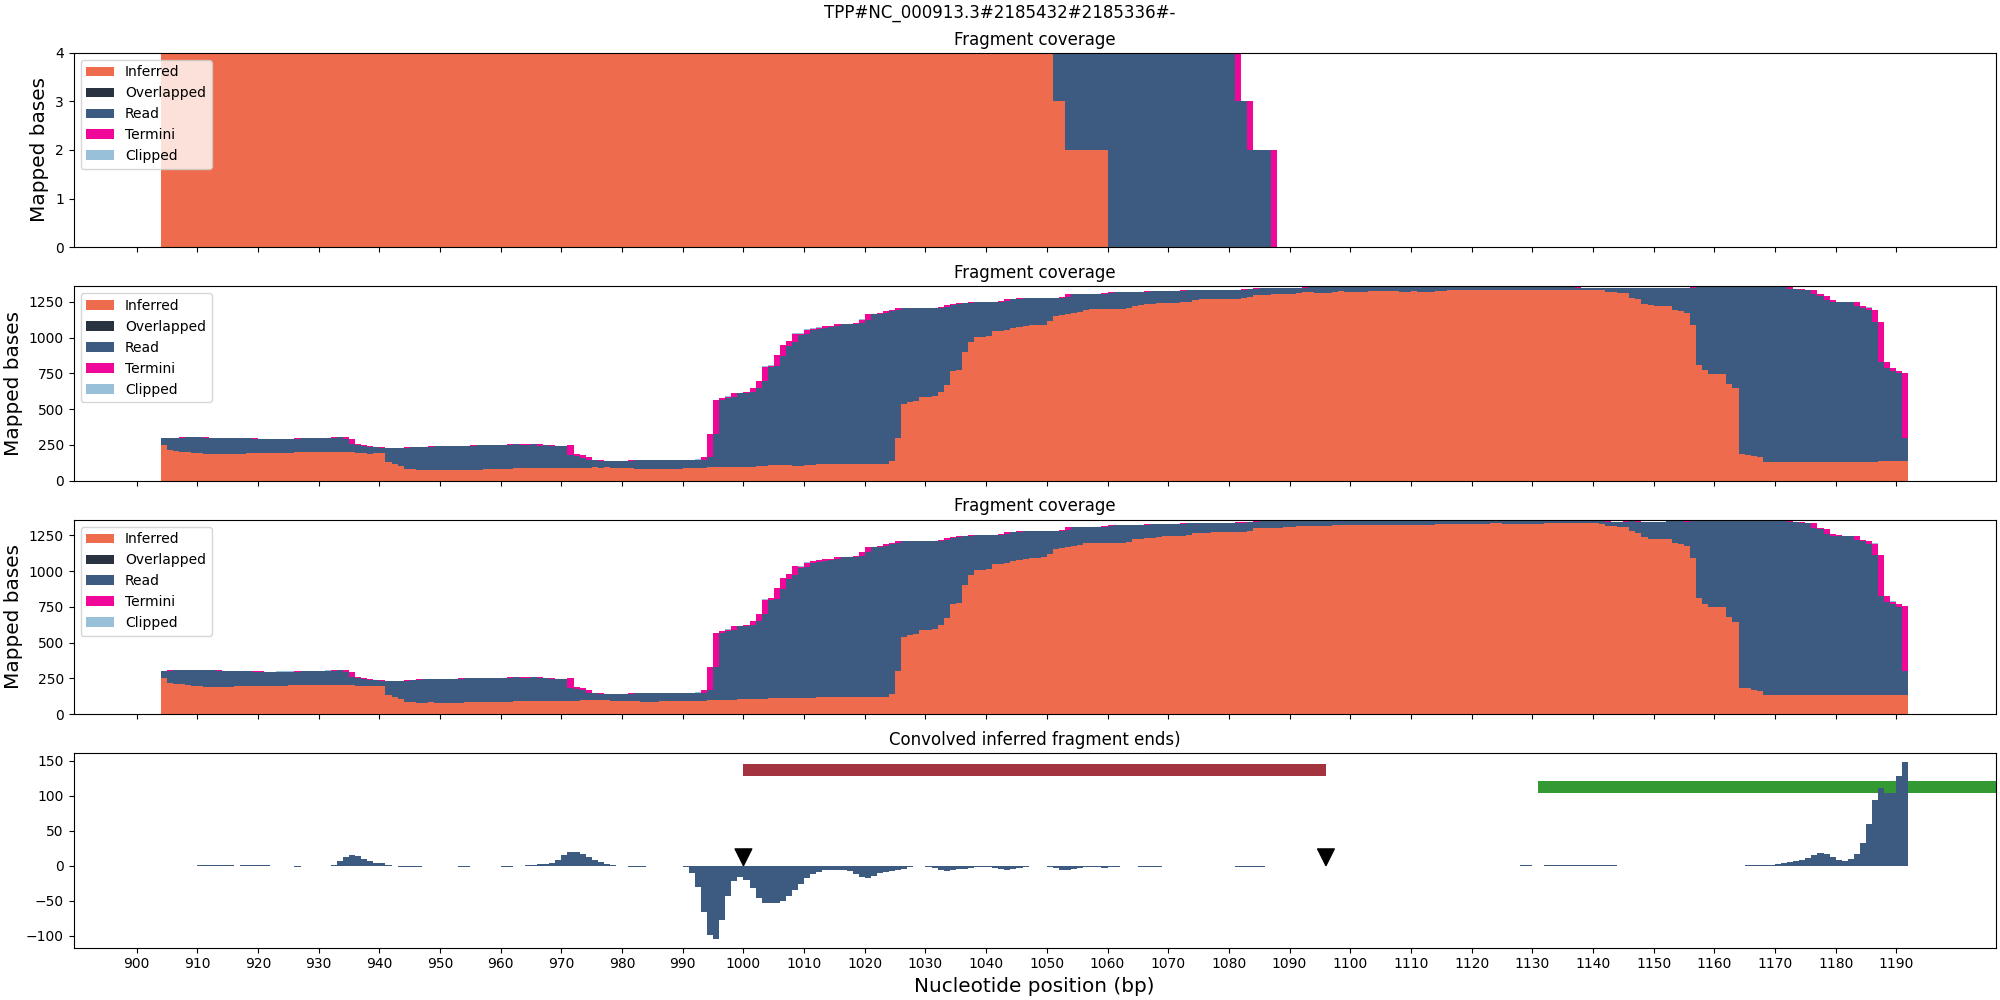 TPP#NC_000913.3#2185432#2185336#-
Fragment coverage
Mapped bases
4
3
2
1
0
Inferred
Overlapped
Read
Termini
Clipped
Fragment coverage
Mapped bases
1250
1000
750
500
250
0
Inferred
Overlapped
Read
Termini
Clipped
Fragment coverage
Mapped bases
1250
1000
750
500
250
0
Inferred
Overlapped
Read
Termini
Clipped
Convolved inferred fragment ends)
150
100
50
0
−50
−100
900 910 920 930 940 950 960 970 980 990 1000 1010 1020 1030 1040 1050 1060 1070 1080 1090 1100 1110 1120 1130 1140 1150 1160 1170 1180 1190
Nucleotide position (bp)